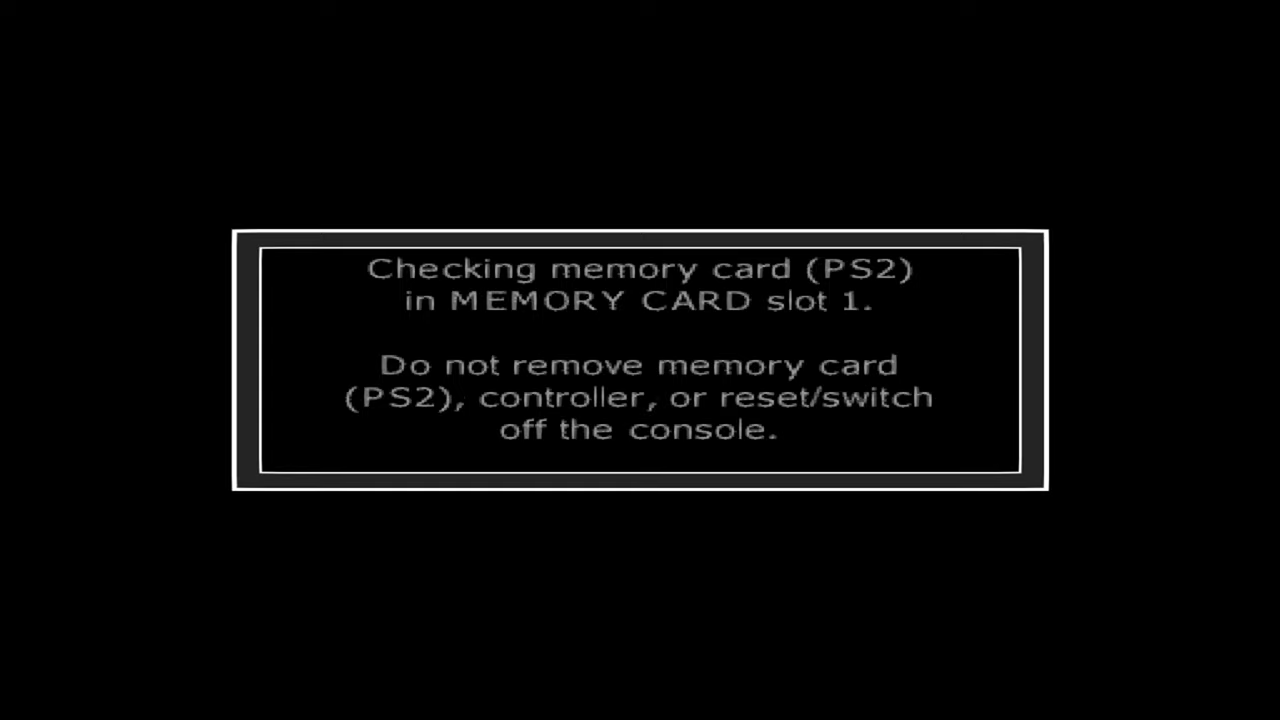 Checking memory card (PS2)
in MEMORY CARD slot 1.
Do not remove memory card
(PS2), controller, or reset/switch
off the console.